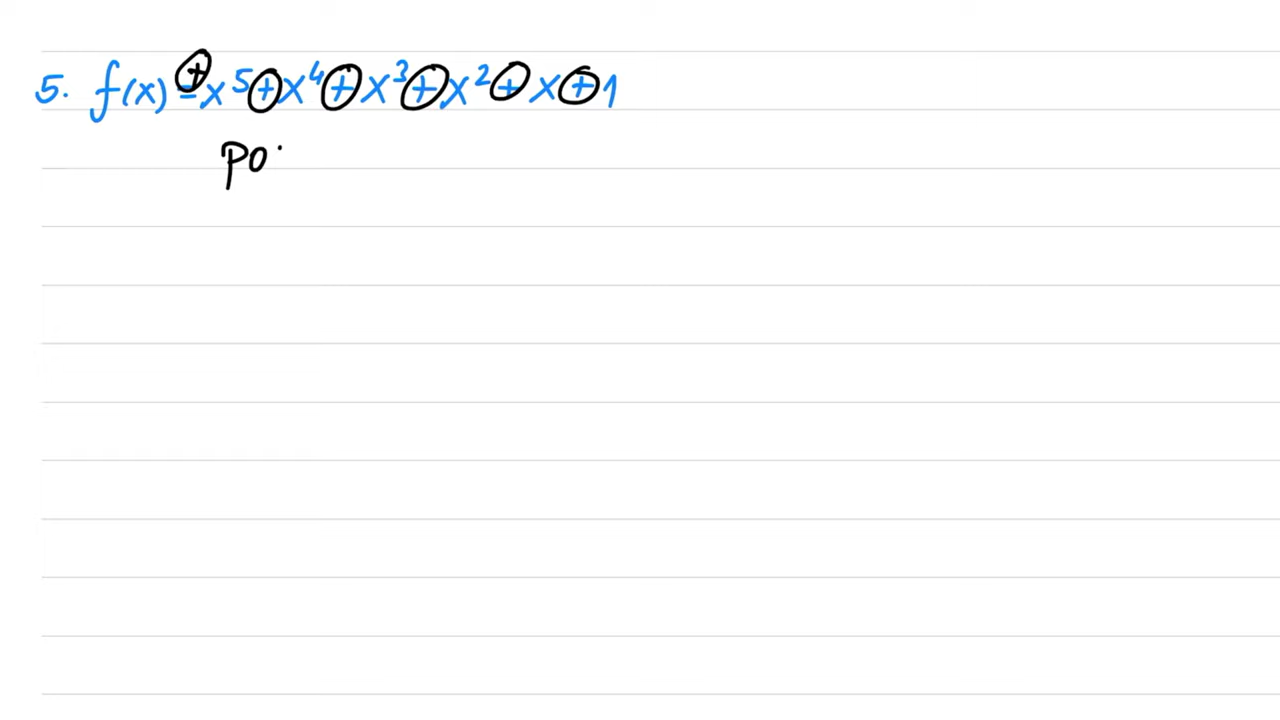 5. f(x) = + x⁵ + x⁴ + x³ + x² + x + 1
po